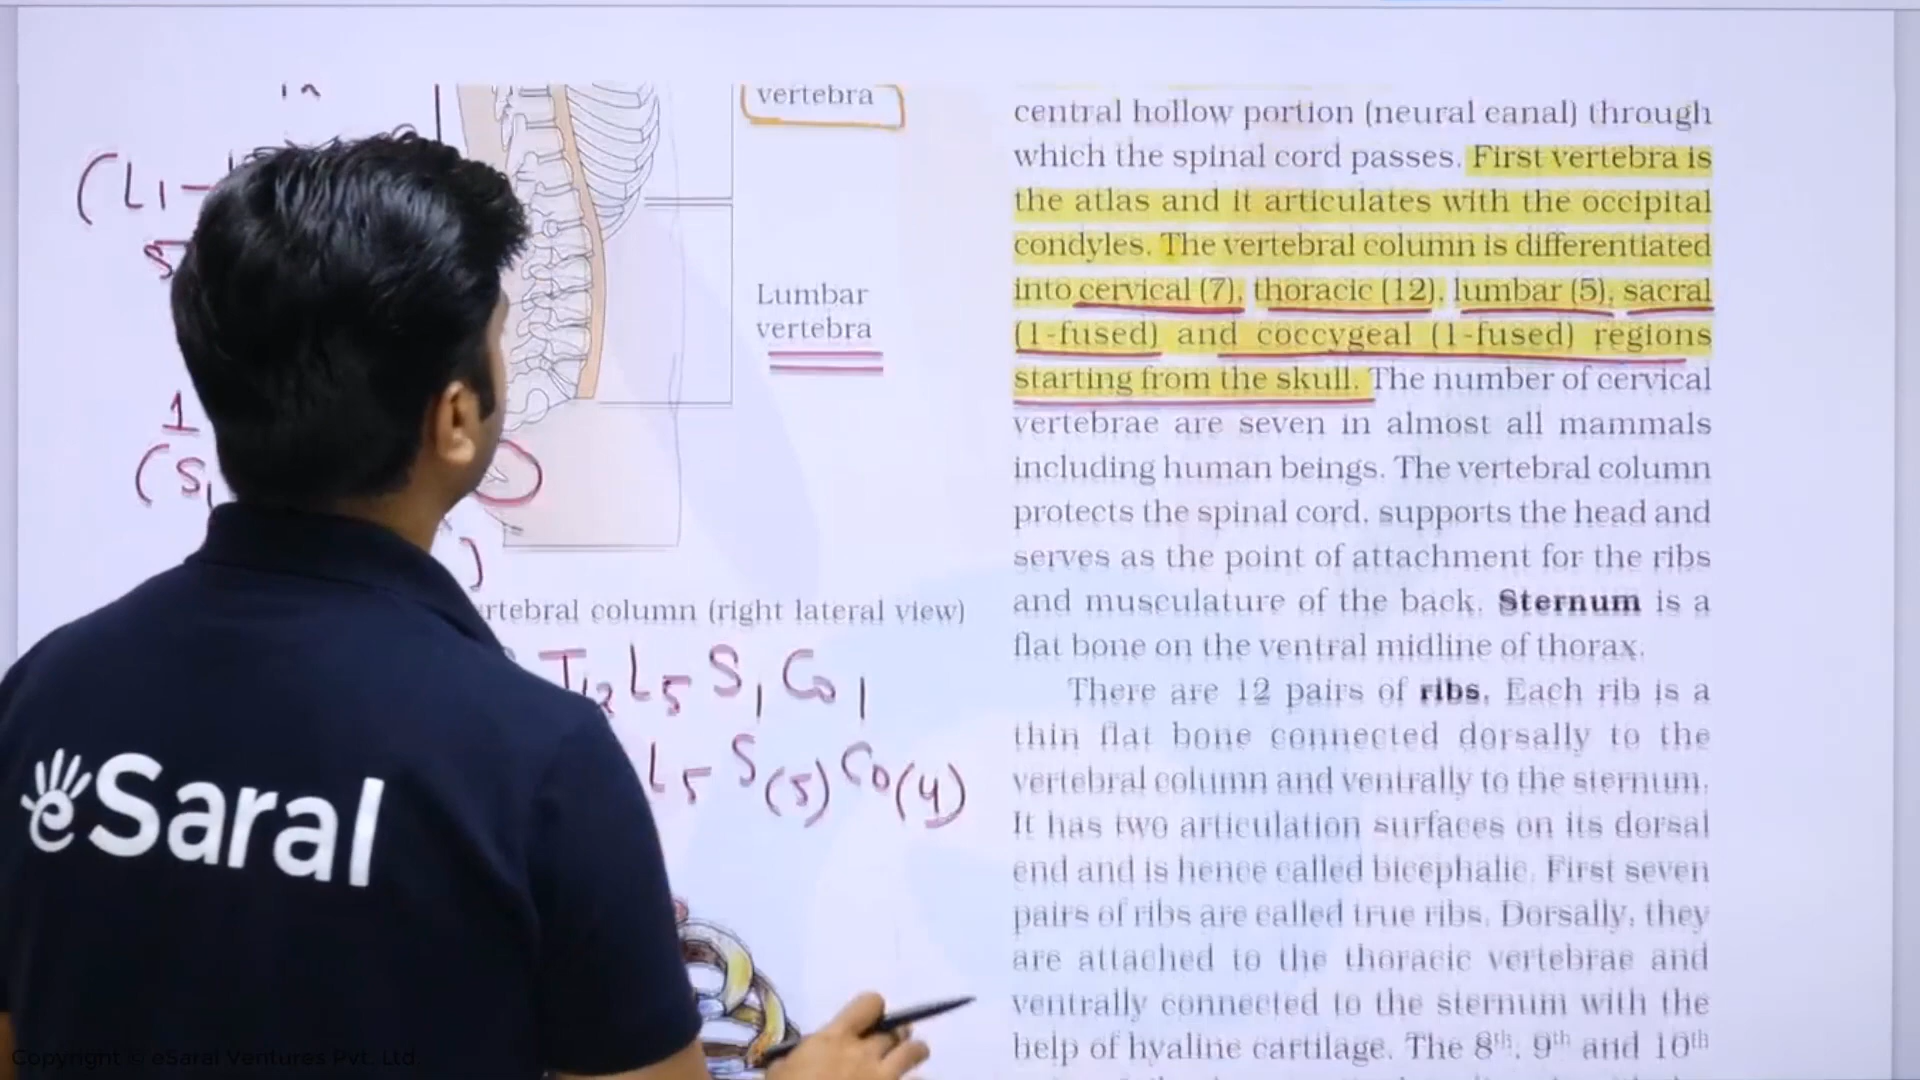 in
vertebra
(L1-
S
Lumbar
vertebra
1
(S1
)
rtebral column (right lateral view)
T12 L5 S1 Co1
L5 S(5) Co(4)
central hollow portion (neural canal) through
which the spinal cord passes. First vertebra is
the atlas and it articulates with the occipital
condyles. The vertebral column is differentiated
into cervical (7), thoracic (12), lumbar (5), sacral
(1-fused) and coccygeal (1-fused) regions
starting from the skull. The number of cervical
vertebrae are seven in almost all mammals
including human beings. The vertebral column
protects the spinal cord, supports the head and
serves as the point of attachment for the ribs
and musculature of the back. Sternum is a
flat bone on the ventral midline of thorax.
There are 12 pairs of ribs. Each rib is a
thin flat bone connected dorsally to the
vertebral column and ventrally to the sternum.
It has two articulation surfaces on its dorsal
end and is hence called bicephalic. First seven
pairs of ribs are called true ribs. Dorsally, they
are attached to the thoracic vertebrae and
ventrally connected to the sternum with the
help of hyaline cartilage. The 8th, 9th and 10th
eSaral
Copyright © eSaral Ventures Pvt. Ltd.